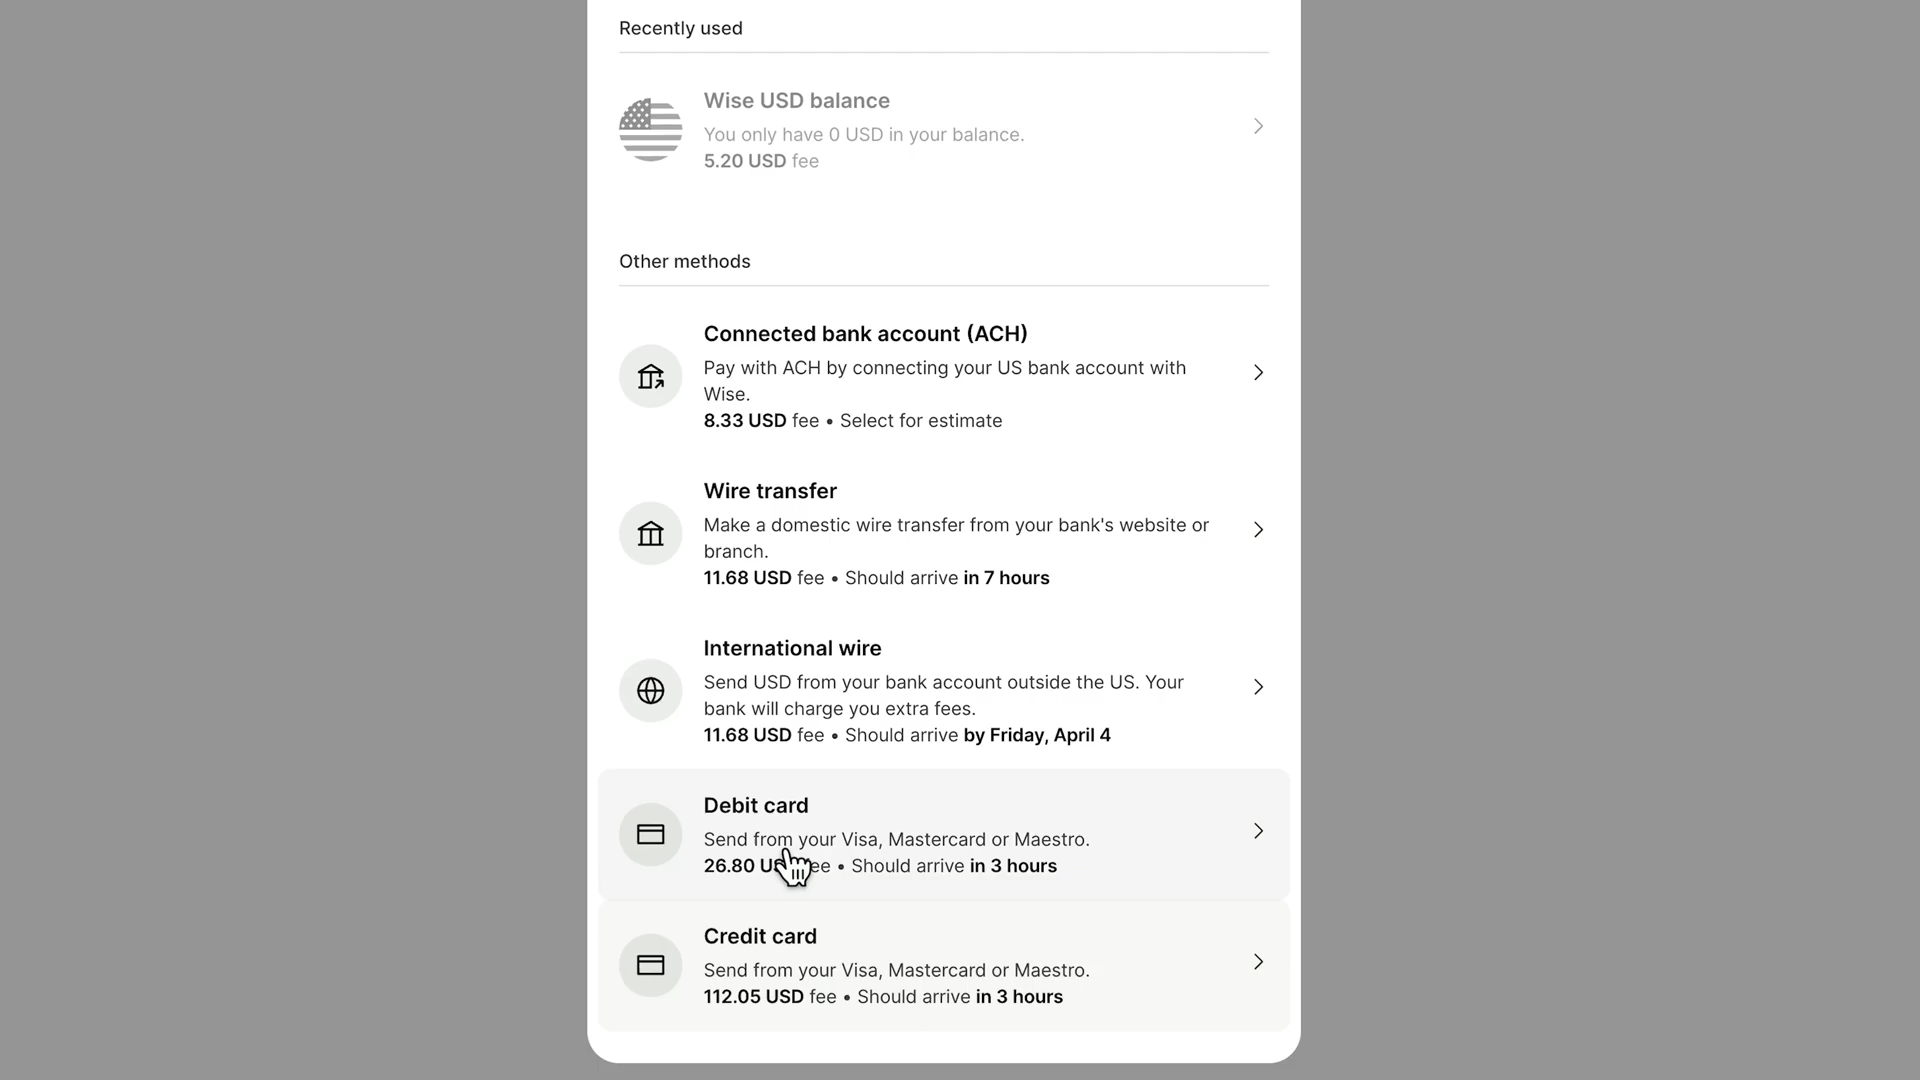 Recently used
Wise USD balance
You only have 0 USD in your balance.
5.20 USD fee
Other methods
Connected bank account (ACH)
Pay with ACH by connecting your US bank account with
Wise.
8.33 USD fee • Select for estimate
Wire transfer
Make a domestic wire transfer from your bank's website or
branch.
11.68 USD fee • Should arrive in 7 hours
International wire
Send USD from your bank account outside the US. Your
bank will charge you extra fees.
11.68 USD fee • Should arrive by Friday, April 4
Debit card
Send from your Visa, Mastercard or Maestro.
26.80 • Should arrive in 3 hours
Credit card
Send from your Visa, Mastercard or Maestro.
112.05 USD fee • Should arrive in 3 hours